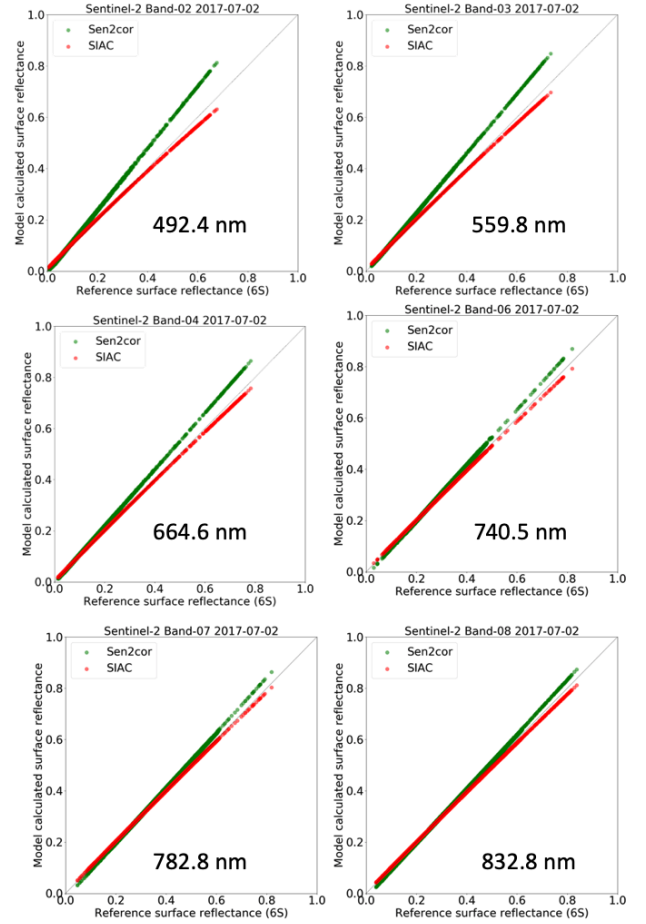 Sentinel-2 Band-02 2017-07-02
Sen2cor
SIAC
Model calculated surface reflectance
1.0
0.8
0.6
0.4
0.2
0.0
492.4 nm
0.0 0.2 0.4 0.6 0.8 1.0
Reference surface reflectance (6S)
Sentinel-2 Band-03 2017-07-02
Sen2cor
SIAC
Model calculated surface reflectance
1.0
0.8
0.6
0.4
0.2
0.0
559.8 nm
0.0 0.2 0.4 0.6 0.8 1.0
Reference surface reflectance (6S)
Sentinel-2 Band-04 2017-07-02
Sen2cor
SIAC
Model calculated surface reflectance
1.0
0.8
0.6
0.4
0.2
0.0
664.6 nm
0.0 0.2 0.4 0.6 0.8 1.0
Reference surface reflectance (6S)
Sentinel-2 Band-06 2017-07-02
Sen2cor
SIAC
Model calculated surface reflectance
1.0
0.8
0.6
0.4
0.2
0.0
740.5 nm
0.0 0.2 0.4 0.6 0.8 1.0
Reference surface reflectance (6S)
Sentinel-2 Band-07 2017-07-02
Sen2cor
SIAC
Model calculated surface reflectance
1.0
0.8
0.6
0.4
0.2
0.0
782.8 nm
0.0 0.2 0.4 0.6 0.8 1.0
Reference surface reflectance (6S)
Sentinel-2 Band-08 2017-07-02
Sen2cor
SIAC
Model calculated surface reflectance
1.0
0.8
0.6
0.4
0.2
0.0
832.8 nm
0.0 0.2 0.4 0.6 0.8 1.0
Reference surface reflectance (6S)